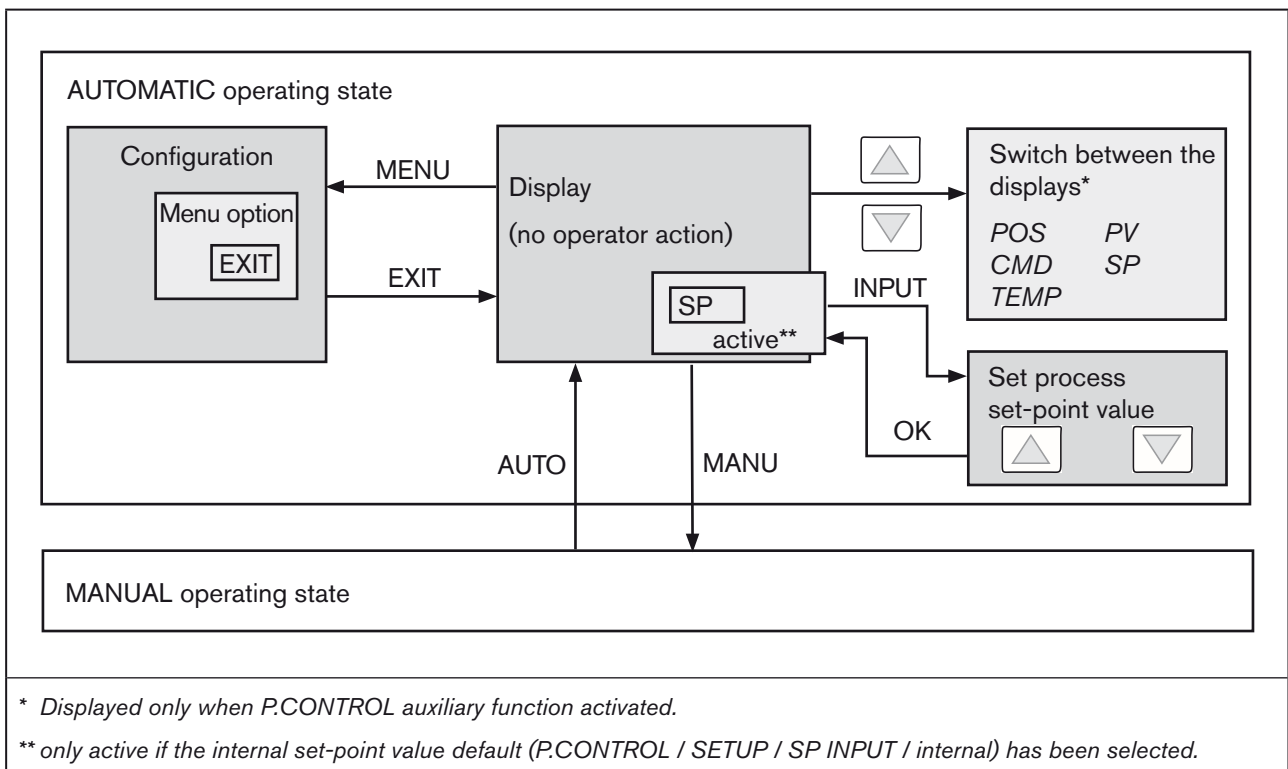 AUTOMATIC operating state
Configuration
Menu option
EXIT
MENU
EXIT
Display
(no operator action)
SP
active**
Switch between the
displays*
POS PV
CMD SP
TEMP
INPUT
OK
Set process
set-point value
AUTO
MANU
MANUAL operating state
* Displayed only when P.CONTROL auxiliary function activated.
** only active if the internal set-point value default (P.CONTROL / SETUP / SP INPUT / internal) has been selected.